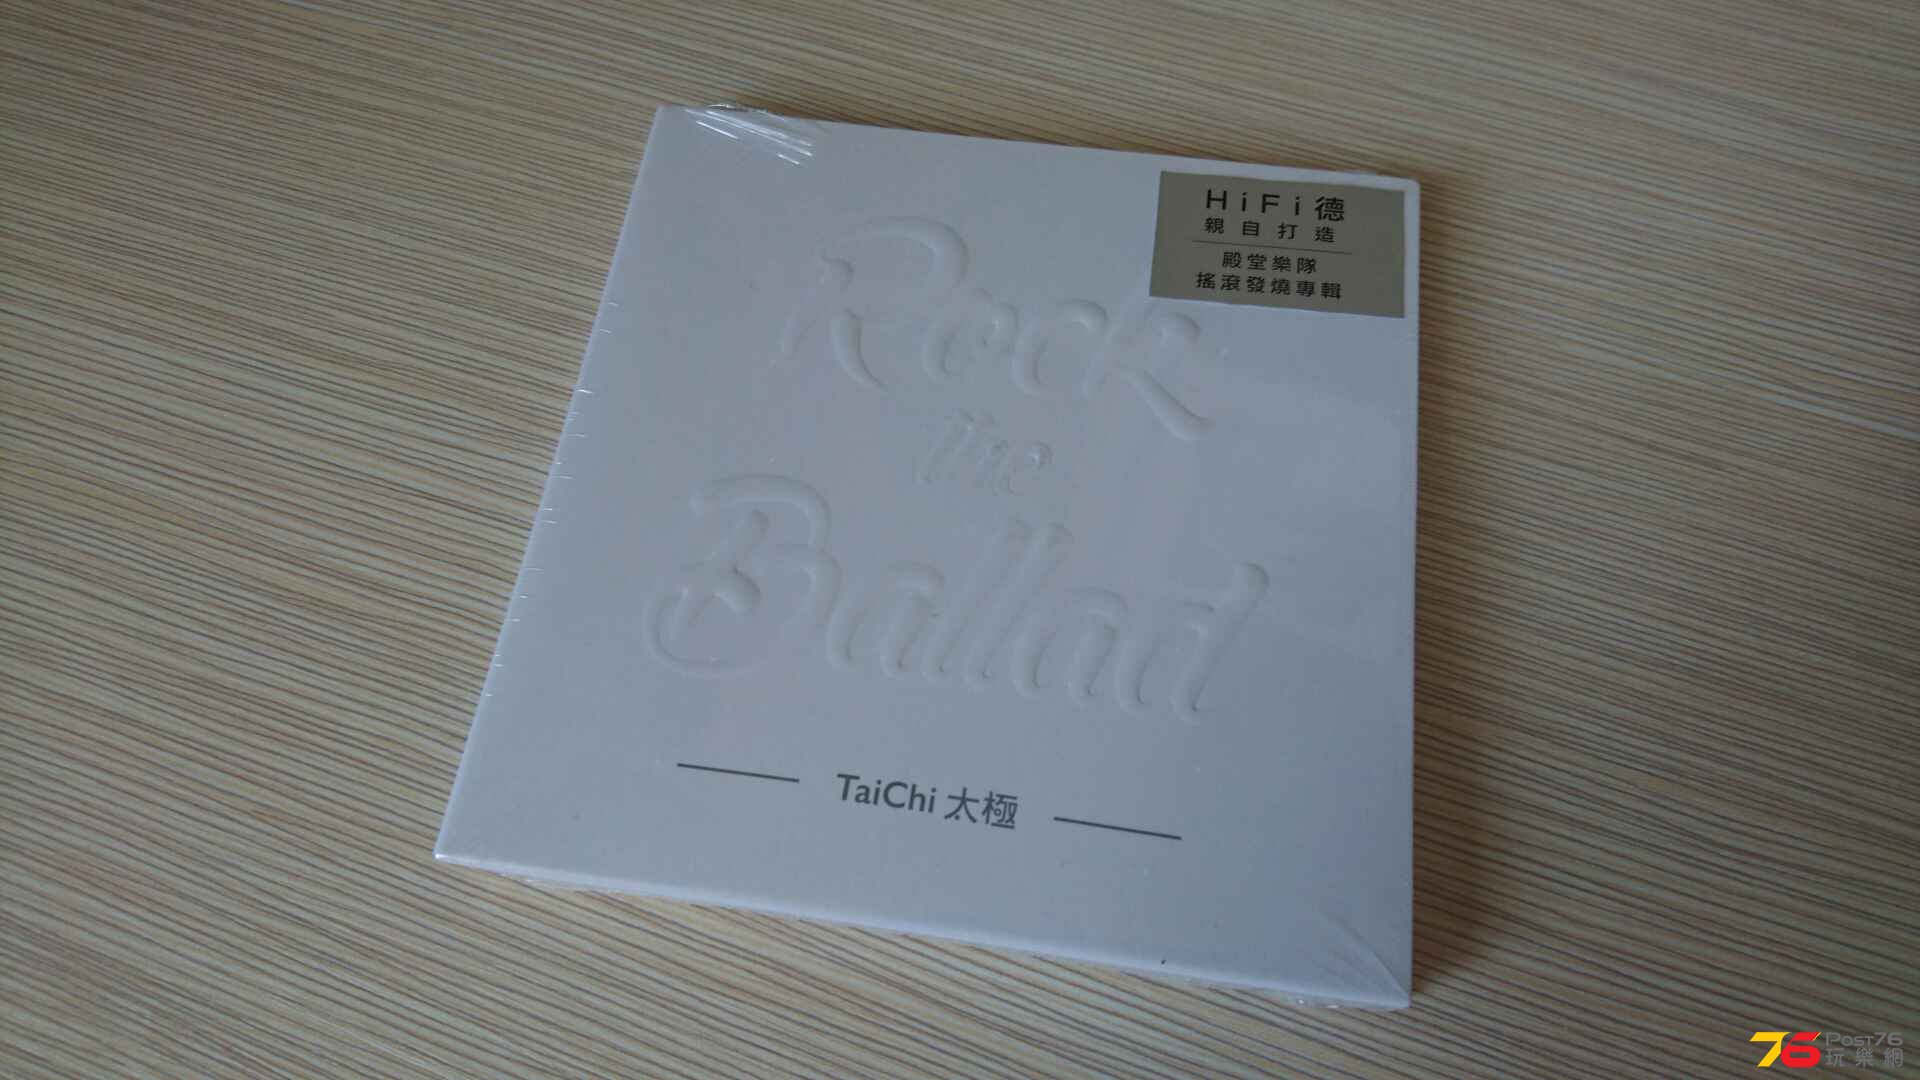 HiFi德
親自打造
殿堂樂隊
搖滾發燒專輯
Rock
the
Ballad
TaiChi 太極
76 Post76
玩樂網